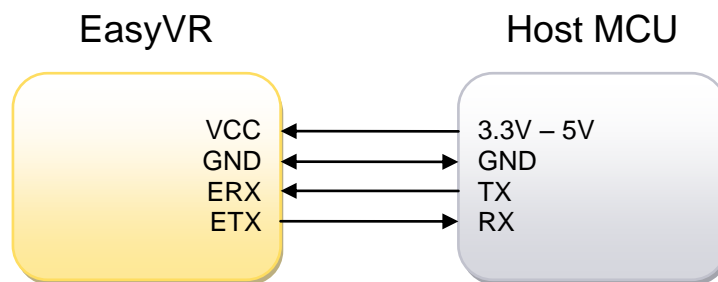 EasyVR Host MCU
VCC 3.3V – 5V
GND GND
ERX TX
ETX RX